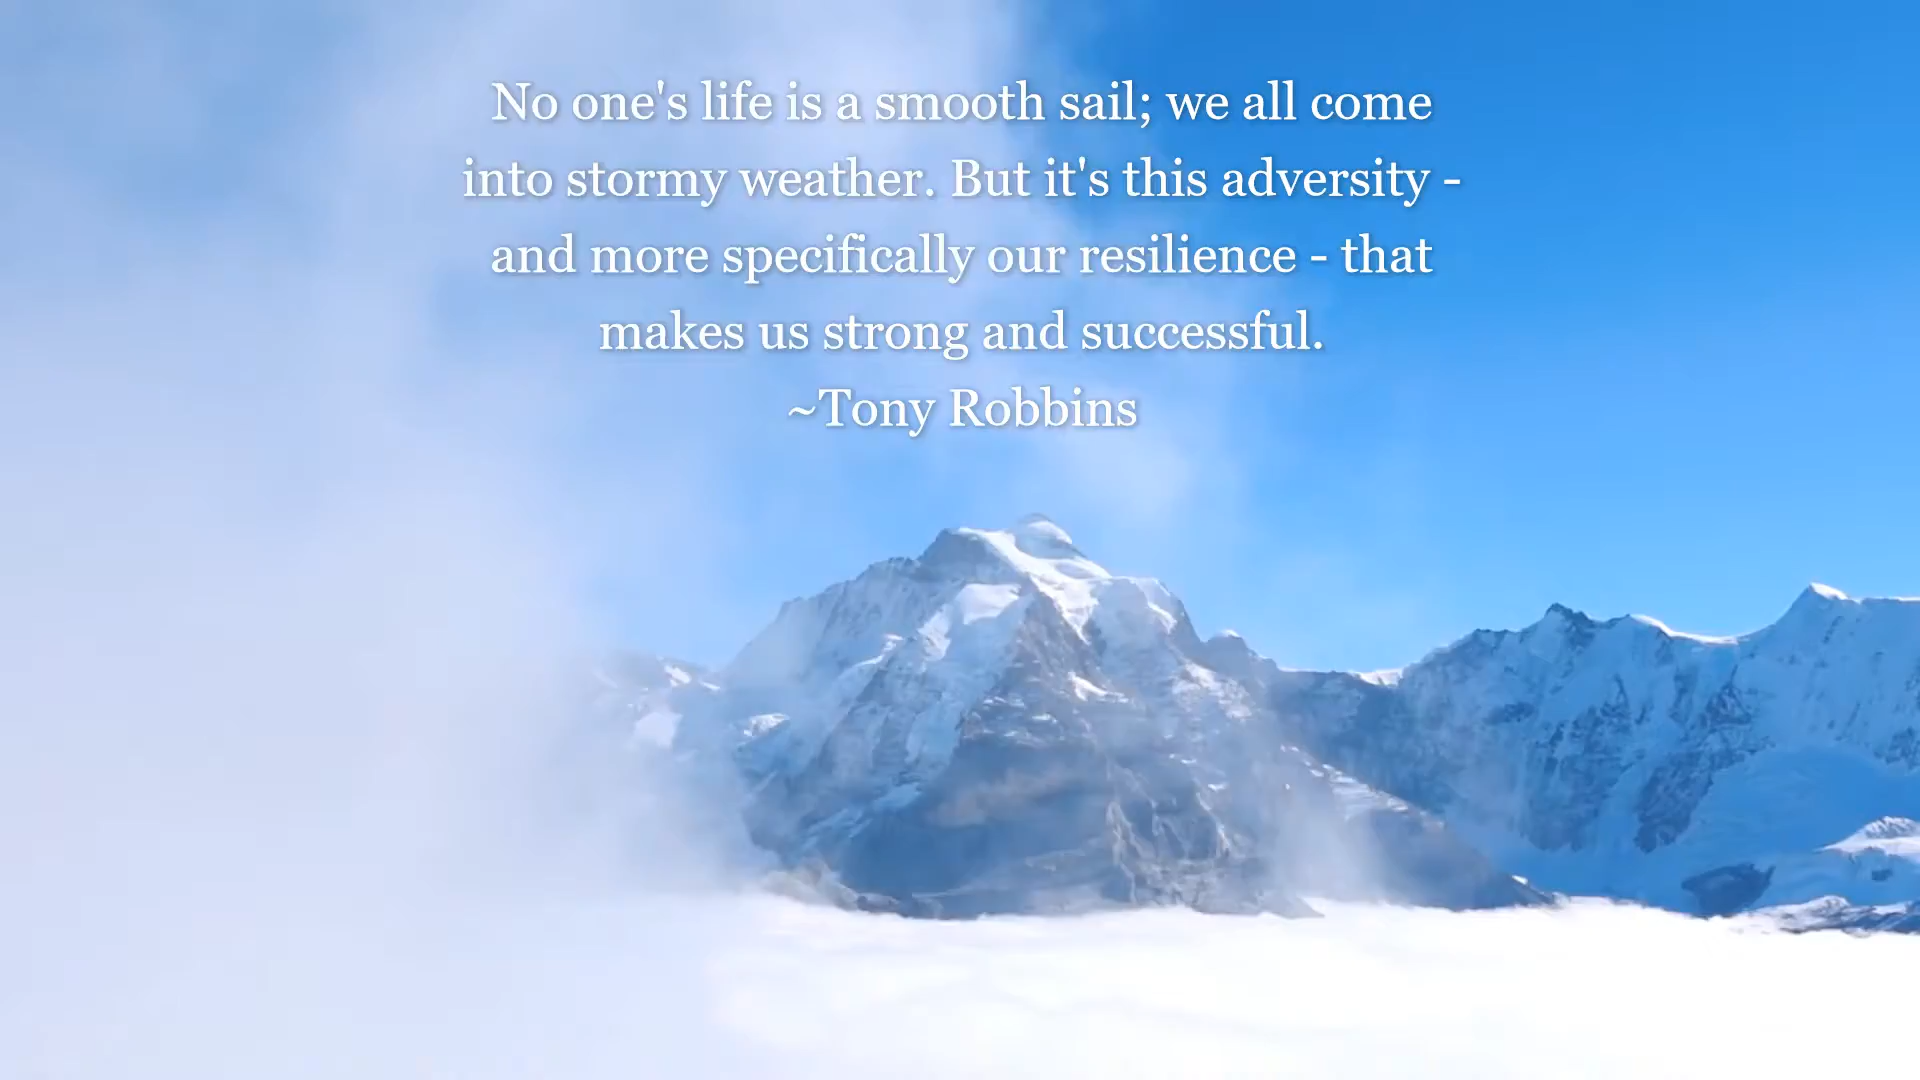 No one's life is a smooth sail; we all come
into stormy weather. But it's this adversity -
and more specifically our resilience - that
makes us strong and successful.
~Tony Robbins